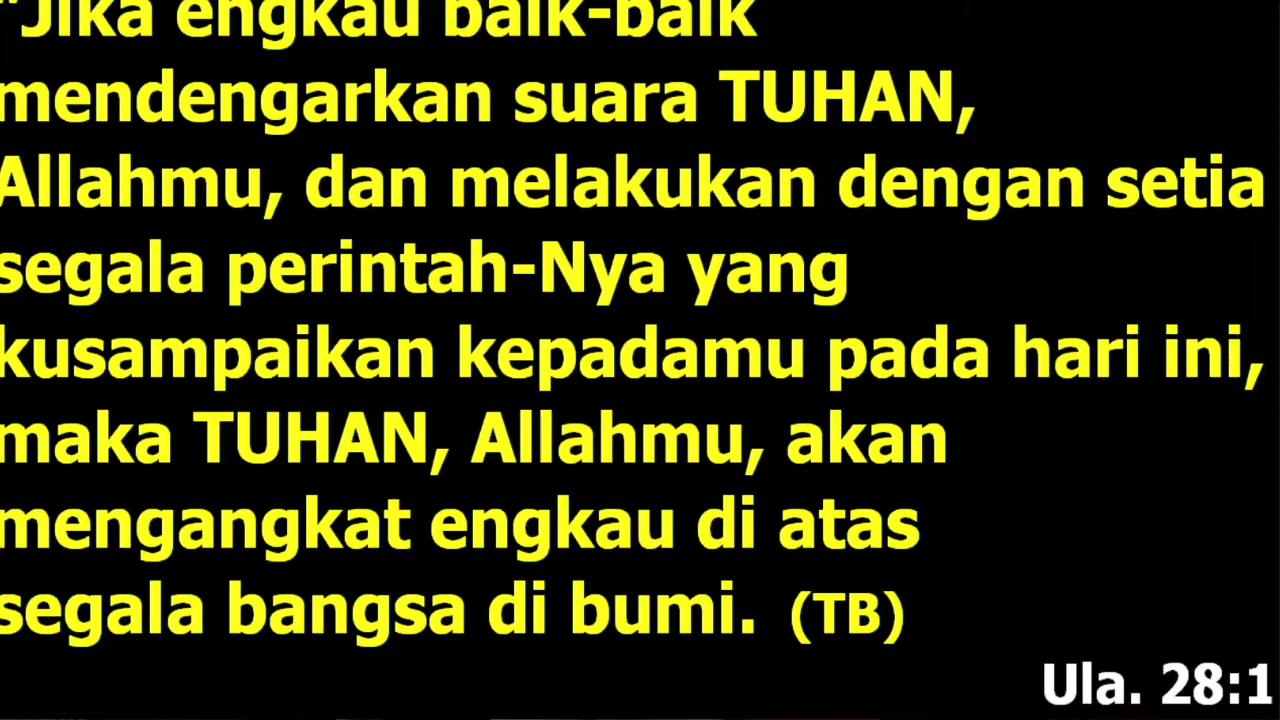 "Jika engkau baik-baik
mendengarkan suara TUHAN,
Allahmu, dan melakukan dengan setia
segala perintah-Nya yang
kusampaikan kepadamu pada hari ini,
maka TUHAN, Allahmu, akan
mengangkat engkau di atas
segala bangsa di bumi. (TB)
Ula. 28:1